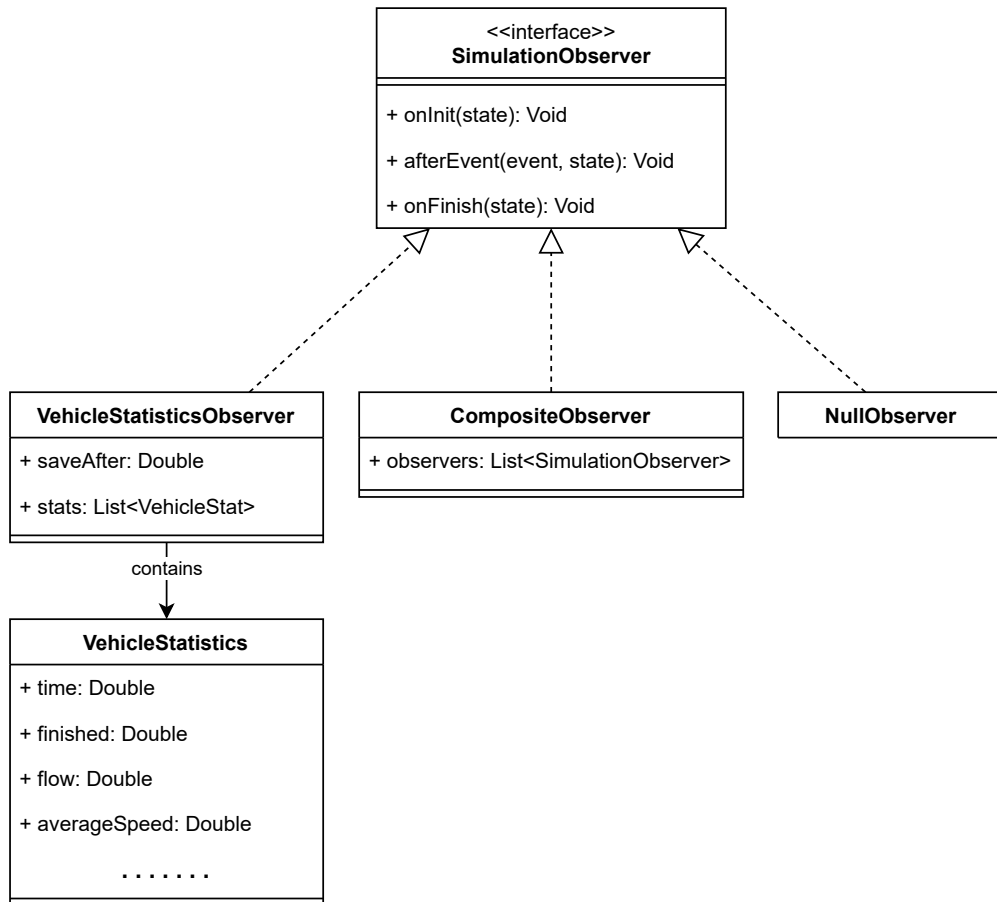 <<interface>>
SimulationObserver
+ onInit(state): Void
+ afterEvent(event, state): Void
+ onFinish(state): Void
VehicleStatisticsObserver
+ saveAfter: Double
+ stats: List<VehicleStat>
CompositeObserver
+ observers: List<SimulationObserver>
NullObserver
contains
VehicleStatistics
+ time: Double
+ finished: Double
+ flow: Double
+ averageSpeed: Double
. . . . . . .